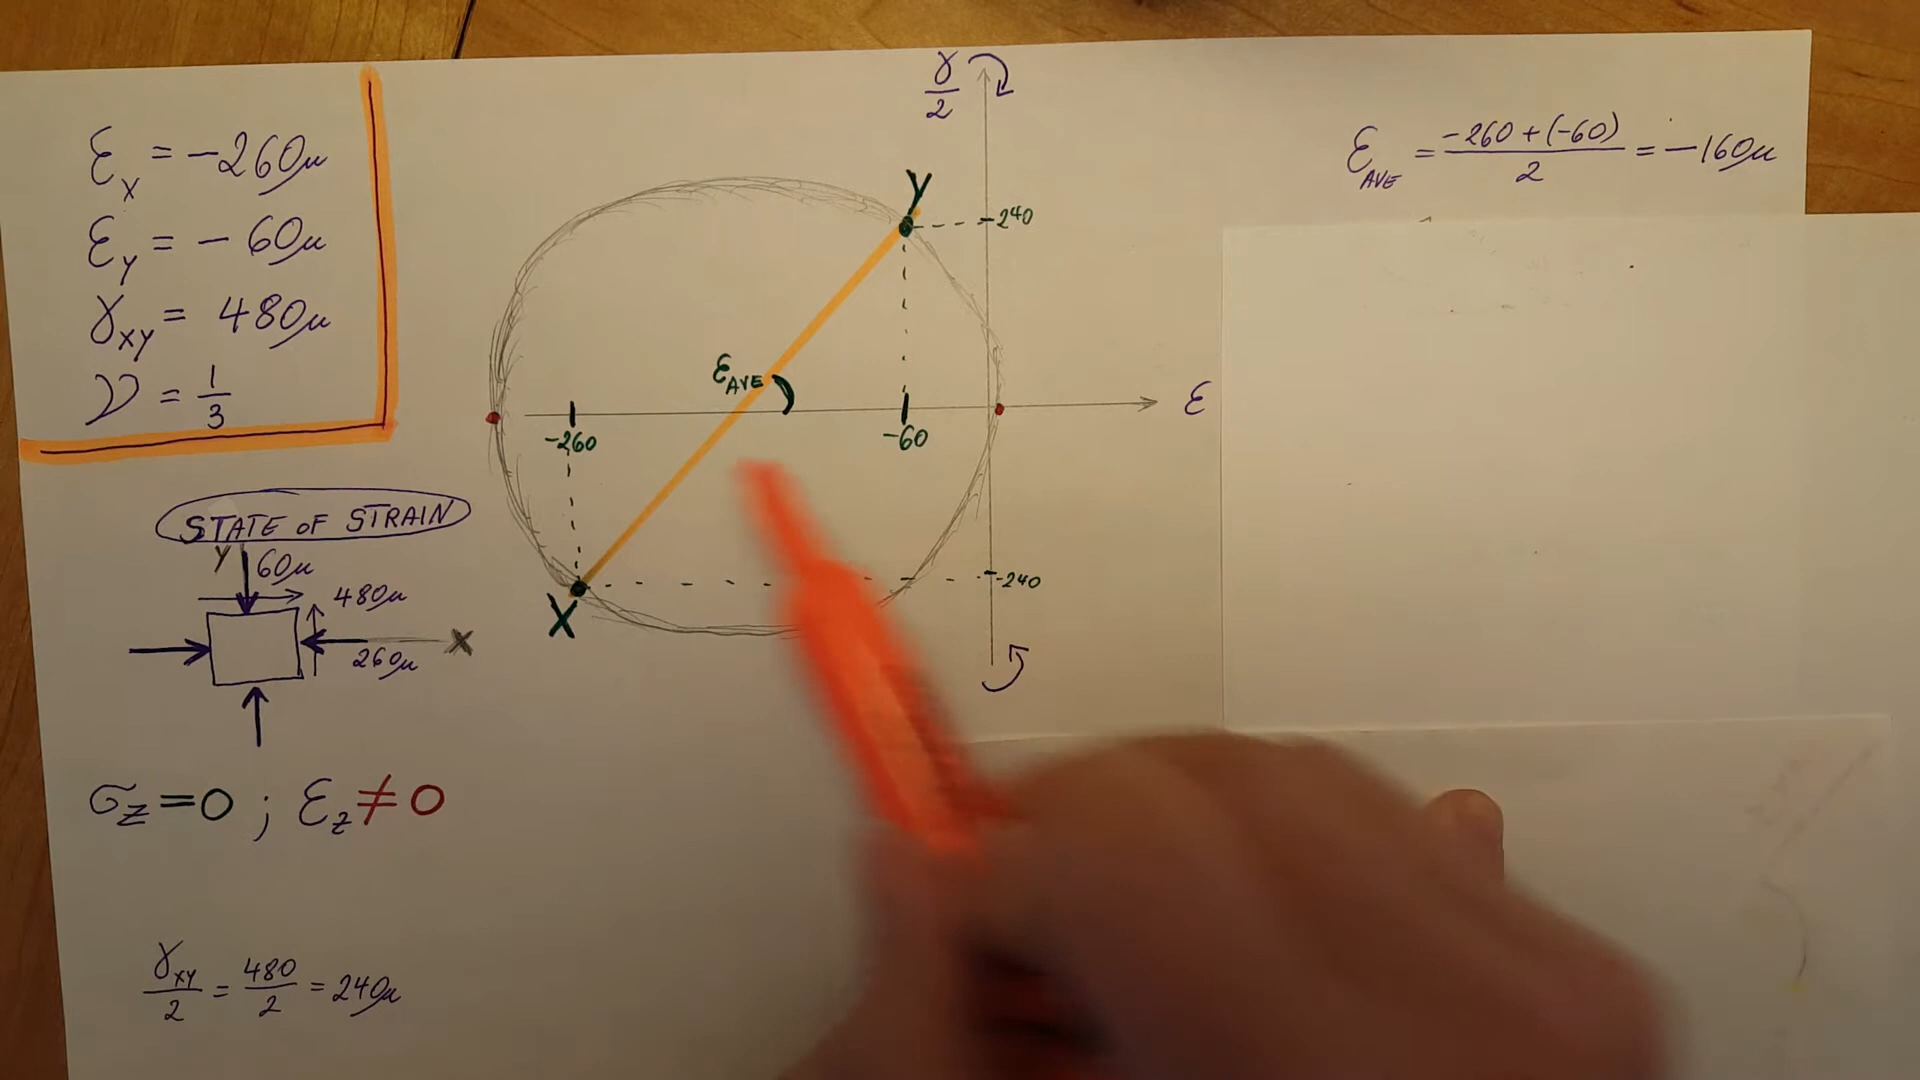 εx = -260μ
εy = - 60μ
γxy = 480μ
ν = 1/3
STATE OF STRAIN
Y
60μ
480μ
X
260μ
σz = 0 ; εz ≠ 0
γxy/2 = 480/2 = 240μ
γ/2
Y
240
εAVE
ε
-260
-60
-240
X
εAVE = (-260 + (-60))/2 = -160μ